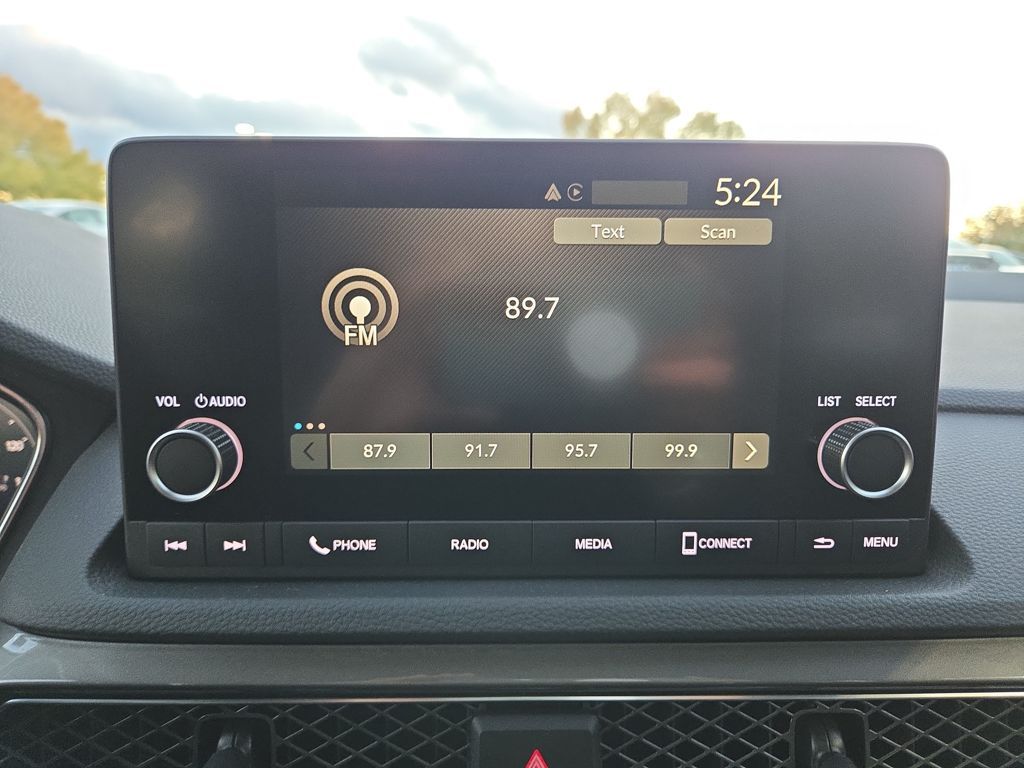 5:24
Text Scan
FM
89.7
VOL AUDIO
LIST SELECT
87.9 91.7 95.7 99.9
PHONE RADIO MEDIA CONNECT MENU